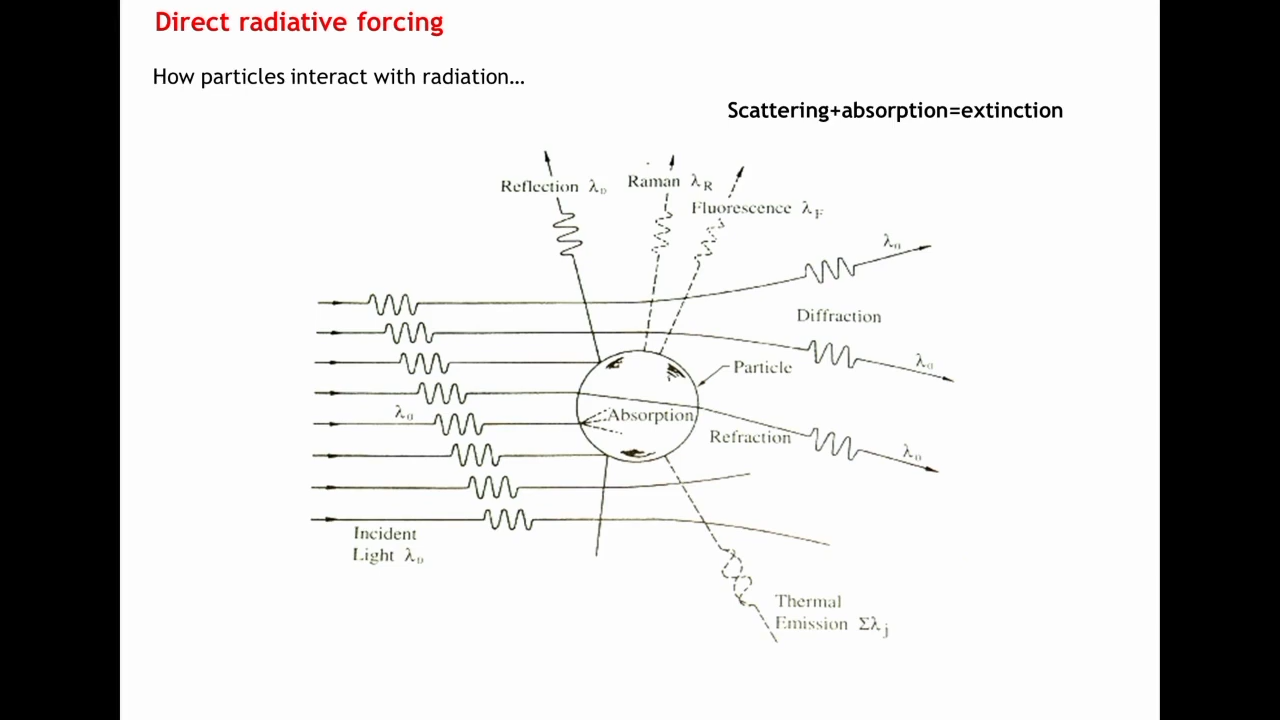 Direct radiative forcing
How particles interact with radiation…
Scattering+absorption=extinction
Reflection λ₀
Raman λR
Fluorescence λF
λ₀
Diffraction
λ₀
Particle
λ₀
Absorption
Refraction
λ₀
Incident
Light λ₀
Thermal
Emission Σλj